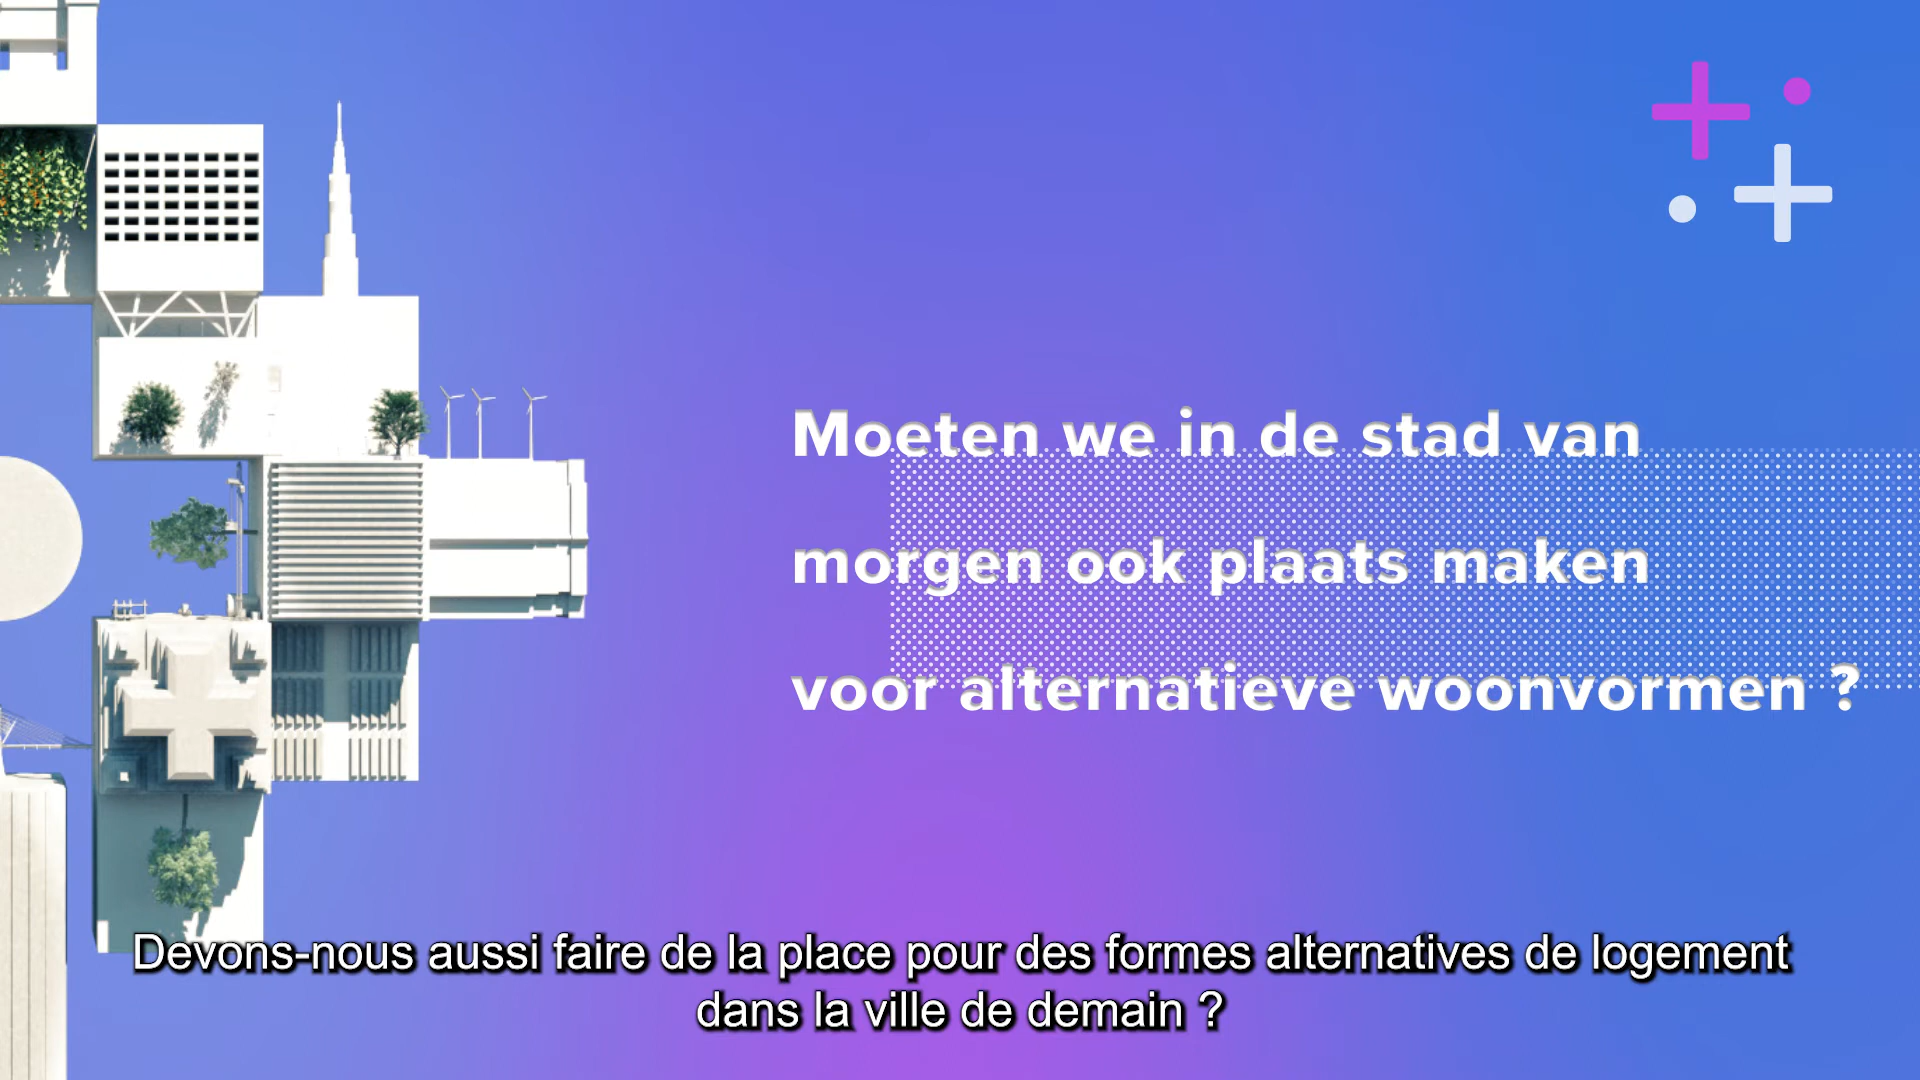 Moeten we in de stad van
morgen ook plaats maken
voor alternatieve woonvormen ?
Devons-nous aussi faire de la place pour des formes alternatives de logement
dans la ville de demain ?